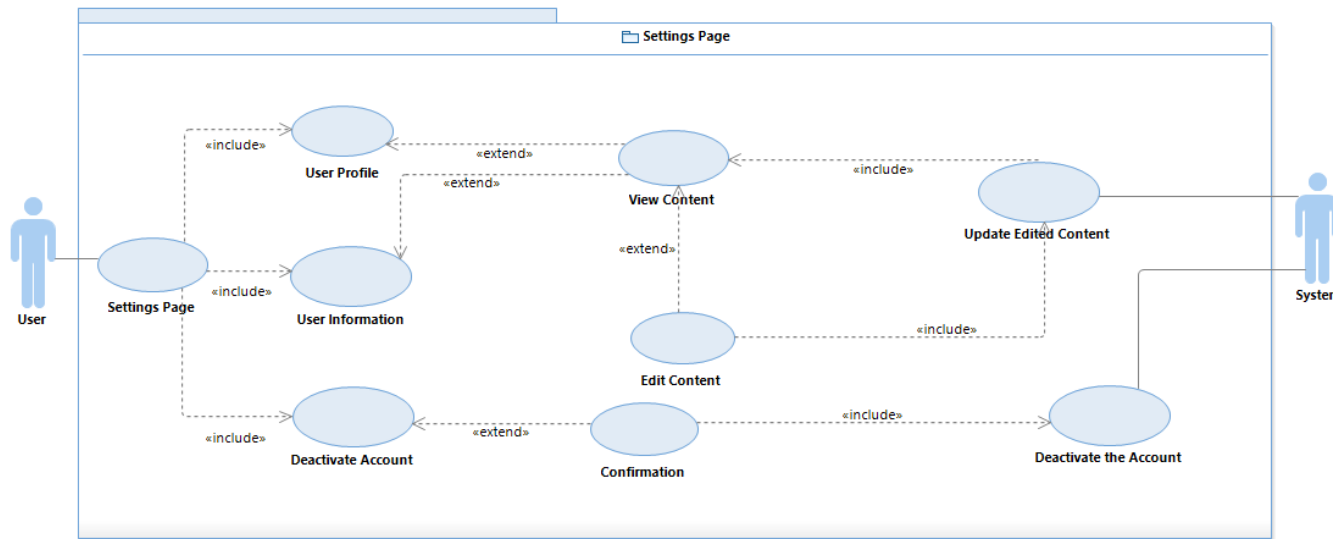 Settings Page
«include»
User Profile
«extend»
«extend»
View Content
«include»
Update Edited Content
«extend»
User
Settings Page
«include»
User Information
System
«include»
Edit Content
«include»
Deactivate Account
«extend»
Confirmation
«include»
Deactivate the Account